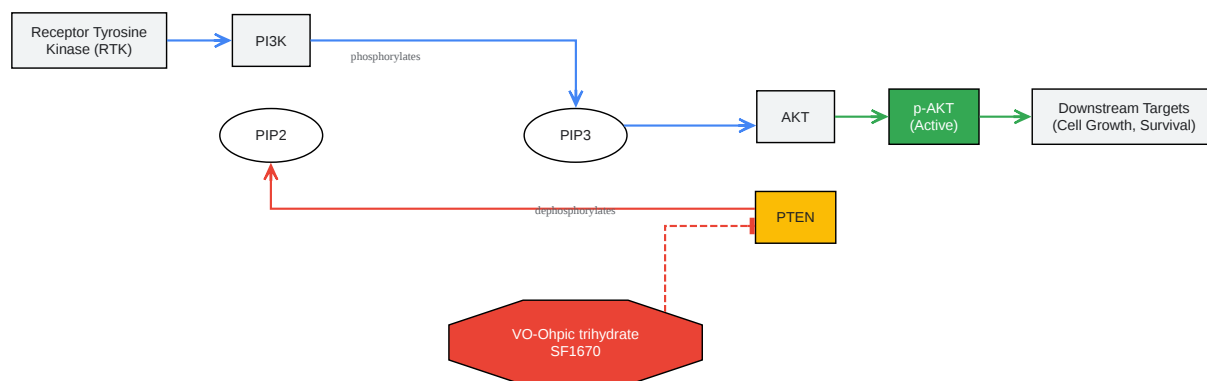 Receptor Tyrosine
Kinase (RTK)
PI3K
phosphorylates
PIP2
PIP3
AKT
p-AKT
(Active)
Downstream Targets
(Cell Growth, Survival)
dephosphorylates
PTEN
VO-Ohpic trihydrate
SF1670